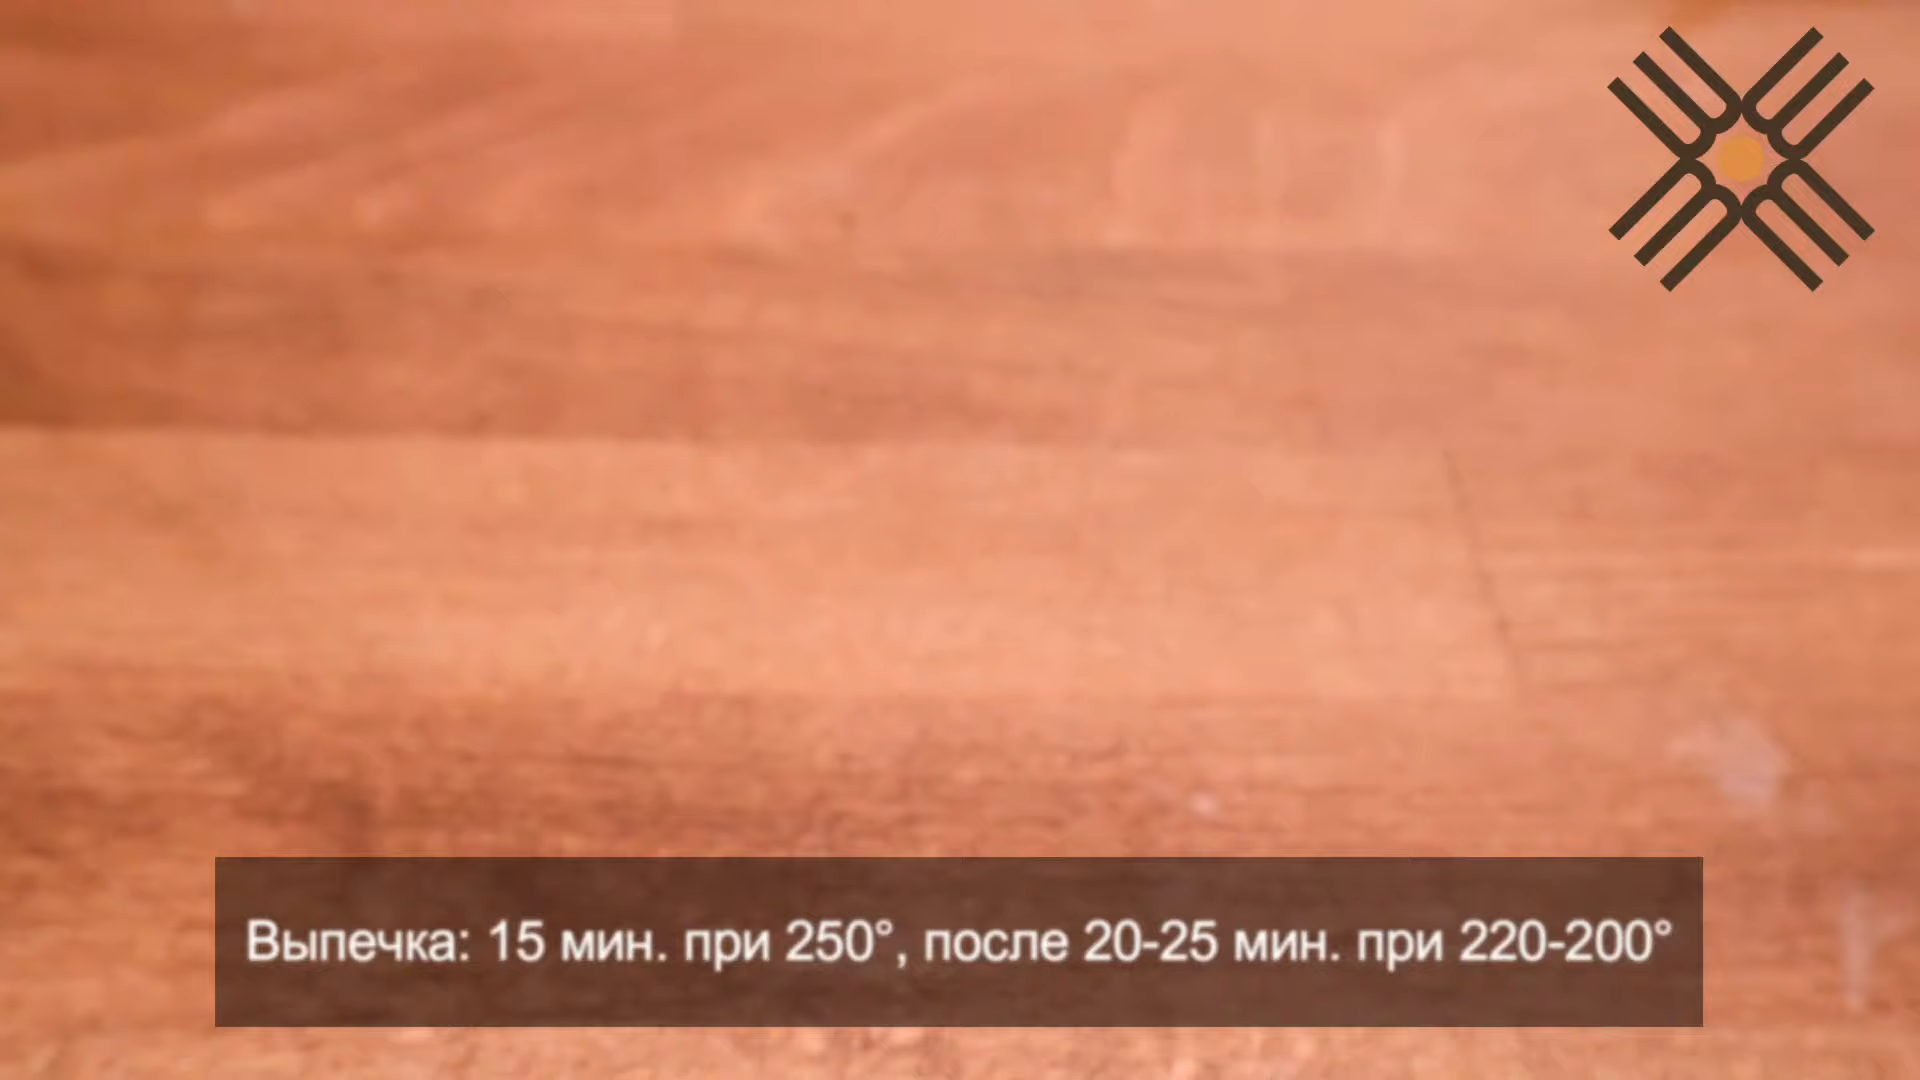 Выпечка: 15 мин. при 250°, после 20-25 мин. при 220-200°